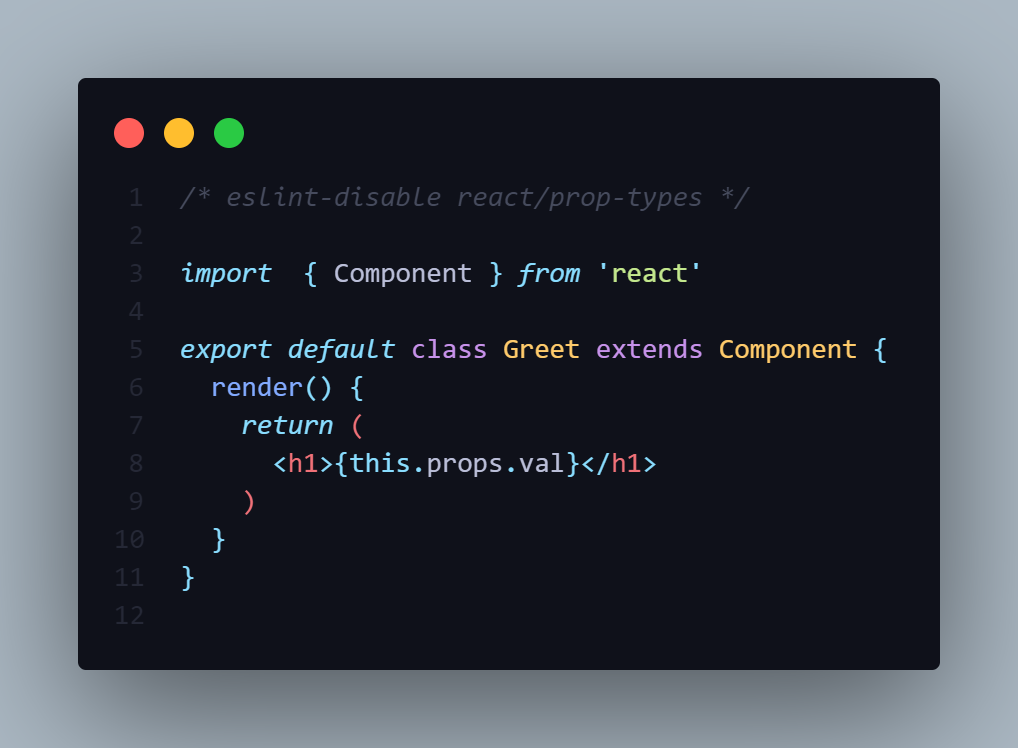 1 /* eslint-disable react/prop-types */
2
3 import  { Component } from 'react'
4
5 export default class Greet extends Component {
6   render() {
7     return (
8       <h1>{this.props.val}</h1>
9     )
10   }
11 }
12